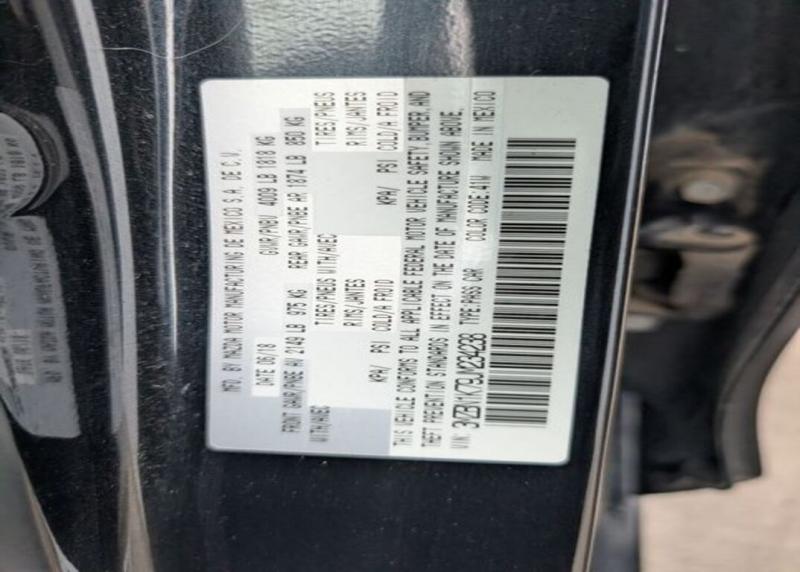 MFD. BY MAZDA MOTOR MANUFACTURING DE MEXICO S.A. DE C.V.
DATE 06/18 GVWR/PNBV 4009 LB 1818 KG
FRONT GAWR/PNBE AV 2149 LB 975 KG REAR GAWR/PNBE AR 1874 LB 850 KG
WITH/AVEC TIRES/PNEUS WITH/AVEC TIRES/PNEUS
RIMS/JANTES RIMS/JANTES
KPA/ PSI COLD/A FROID KPA/ PSI COLD/A FROID
THIS VEHICLE CONFORMS TO ALL APPLICABLE FEDERAL MOTOR VEHICLE SAFETY, BUMPER AND
THEFT PREVENTION STANDARDS IN EFFECT ON THE DATE OF MANUFACTURE SHOWN ABOVE.
VIN: 3MZBN1K79JM234233 TYPE:PASS CAR COLOR CODE:41W MADE IN MEXICO